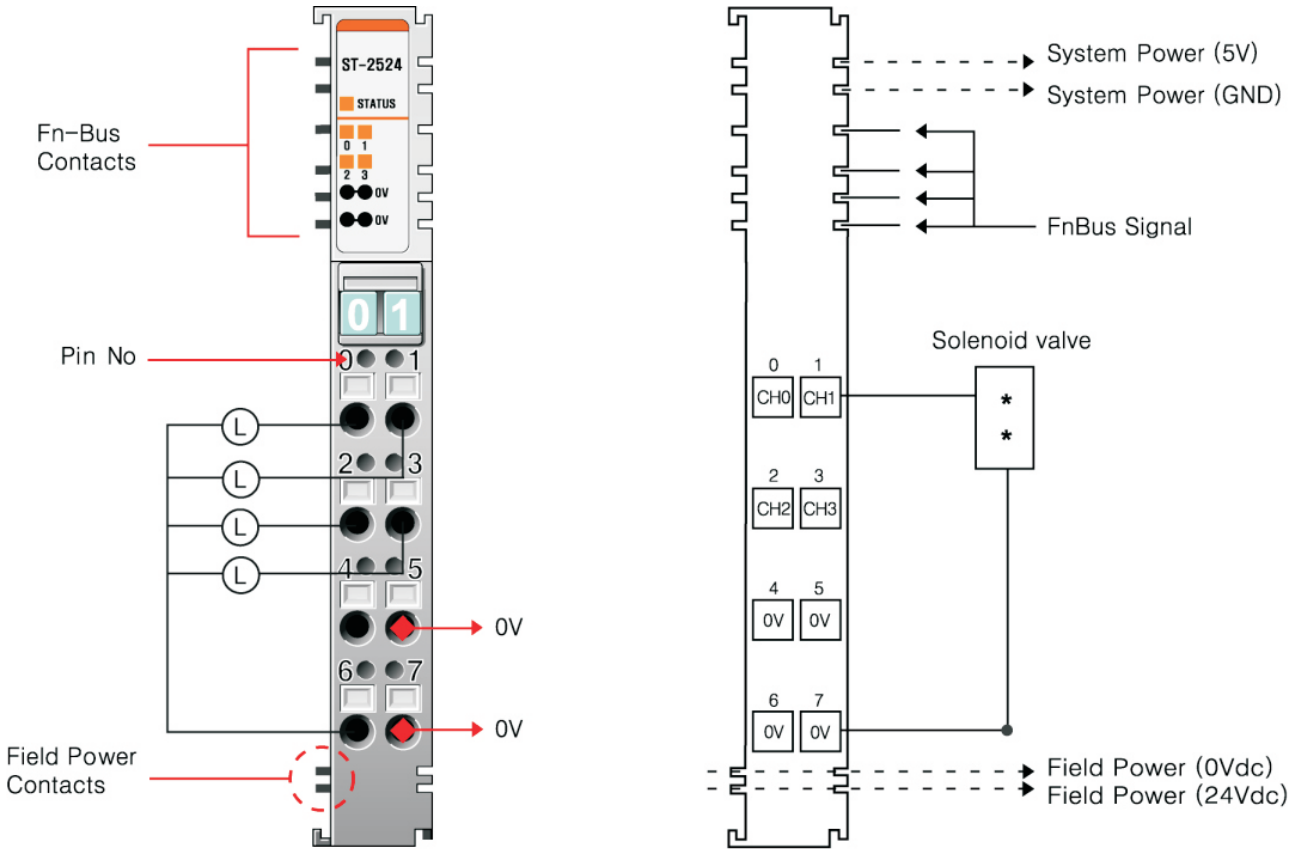 ST-2524
STATUS
0 1
2 3
0V
0V
Fn-Bus
Contacts
01
Pin No
0 1
L
2 3
L
L
L
4 5
0V
6 7
0V
Field Power
Contacts
System Power (5V)
System Power (GND)
FnBus Signal
Solenoid valve
0 1
CH0 CH1
*
*
2 3
CH2 CH3
4 5
0V 0V
6 7
0V 0V
Field Power (0Vdc)
Field Power (24Vdc)